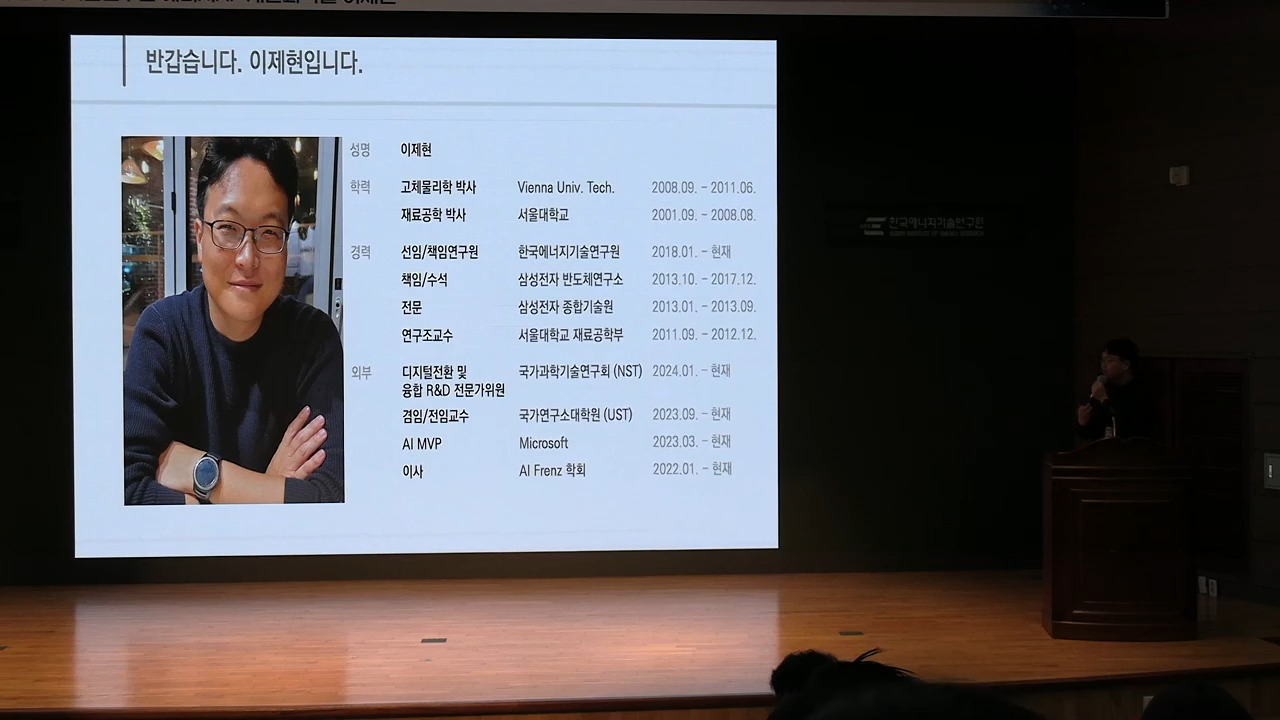 반갑습니다. 이제현입니다.
성명 이제현
학력 고체물리학 박사 Vienna Univ. Tech. 2008.09. – 2011.06.
재료공학 박사 서울대학교 2001.09. – 2008.08.
경력 선임/책임연구원 한국에너지기술연구원 2018.01. – 현재
책임/수석 삼성전자 반도체연구소 2013.10. – 2017.12.
전문 삼성전자 종합기술원 2013.01. – 2013.09.
연구조교수 서울대학교 재료공학부 2011.09. – 2012.12.
외부 디지털전환 및 국가과학기술연구회 (NST) 2024.01. – 현재
융합 R&D 전문가위원
겸임/전임교수 국가연구소대학원 (UST) 2023.09. – 현재
AI MVP Microsoft 2023.03. – 현재
이사 AI Frenz 학회 2022.01. – 현재
한국에너지기술연구원